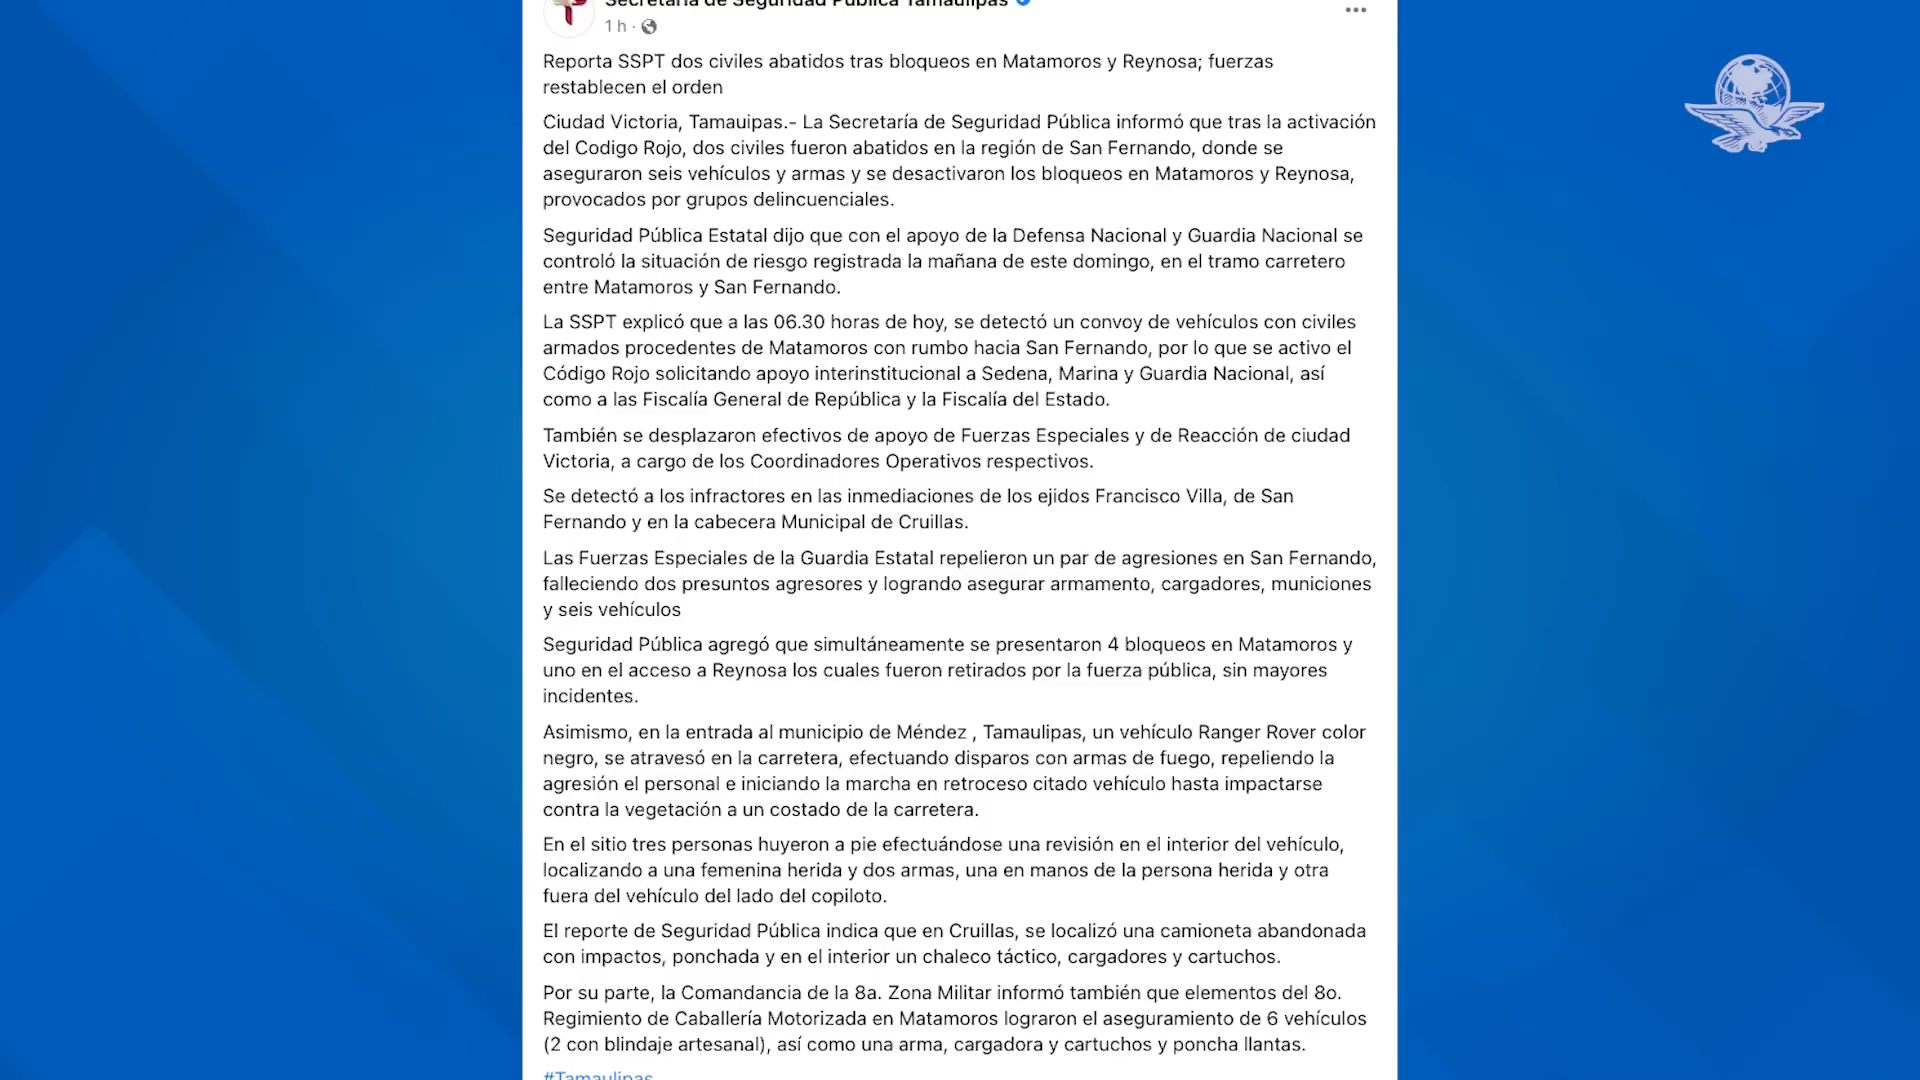 Secretaría de Seguridad Pública Tamaulipas
1 h ·
Reporta SSPT dos civiles abatidos tras bloqueos en Matamoros y Reynosa; fuerzas
restablecen el orden
Ciudad Victoria, Tamauipas.- La Secretaría de Seguridad Pública informó que tras la activación
del Codigo Rojo, dos civiles fueron abatidos en la región de San Fernando, donde se
aseguraron seis vehículos y armas y se desactivaron los bloqueos en Matamoros y Reynosa,
provocados por grupos delincuenciales.
Seguridad Pública Estatal dijo que con el apoyo de la Defensa Nacional y Guardia Nacional se
controló la situación de riesgo registrada la mañana de este domingo, en el tramo carretero
entre Matamoros y San Fernando.
La SSPT explicó que a las 06.30 horas de hoy, se detectó un convoy de vehículos con civiles
armados procedentes de Matamoros con rumbo hacia San Fernando, por lo que se activo el
Código Rojo solicitando apoyo interinstitucional a Sedena, Marina y Guardia Nacional, así
como a las Fiscalía General de República y la Fiscalía del Estado.
También se desplazaron efectivos de apoyo de Fuerzas Especiales y de Reacción de ciudad
Victoria, a cargo de los Coordinadores Operativos respectivos.
Se detectó a los infractores en las inmediaciones de los ejidos Francisco Villa, de San
Fernando y en la cabecera Municipal de Cruillas.
Las Fuerzas Especiales de la Guardia Estatal repelieron un par de agresiones en San Fernando,
falleciendo dos presuntos agresores y logrando asegurar armamento, cargadores, municiones
y seis vehículos
Seguridad Pública agregó que simultáneamente se presentaron 4 bloqueos en Matamoros y
uno en el acceso a Reynosa los cuales fueron retirados por la fuerza pública, sin mayores
incidentes.
Asimismo, en la entrada al municipio de Méndez , Tamaulipas, un vehículo Ranger Rover color
negro, se atravesó en la carretera, efectuando disparos con armas de fuego, repeliendo la
agresión el personal e iniciando la marcha en retroceso citado vehículo hasta impactarse
contra la vegetación a un costado de la carretera.
En el sitio tres personas huyeron a pie efectuándose una revisión en el interior del vehículo,
localizando a una femenina herida y dos armas, una en manos de la persona herida y otra
fuera del vehículo del lado del copiloto.
El reporte de Seguridad Pública indica que en Cruillas, se localizó una camioneta abandonada
con impactos, ponchada y en el interior un chaleco táctico, cargadores y cartuchos.
Por su parte, la Comandancia de la 8a. Zona Militar informó también que elementos del 8o.
Regimiento de Caballería Motorizada en Matamoros lograron el aseguramiento de 6 vehículos
(2 con blindaje artesanal), así como una arma, cargadora y cartuchos y poncha llantas.
#Tamaulipas